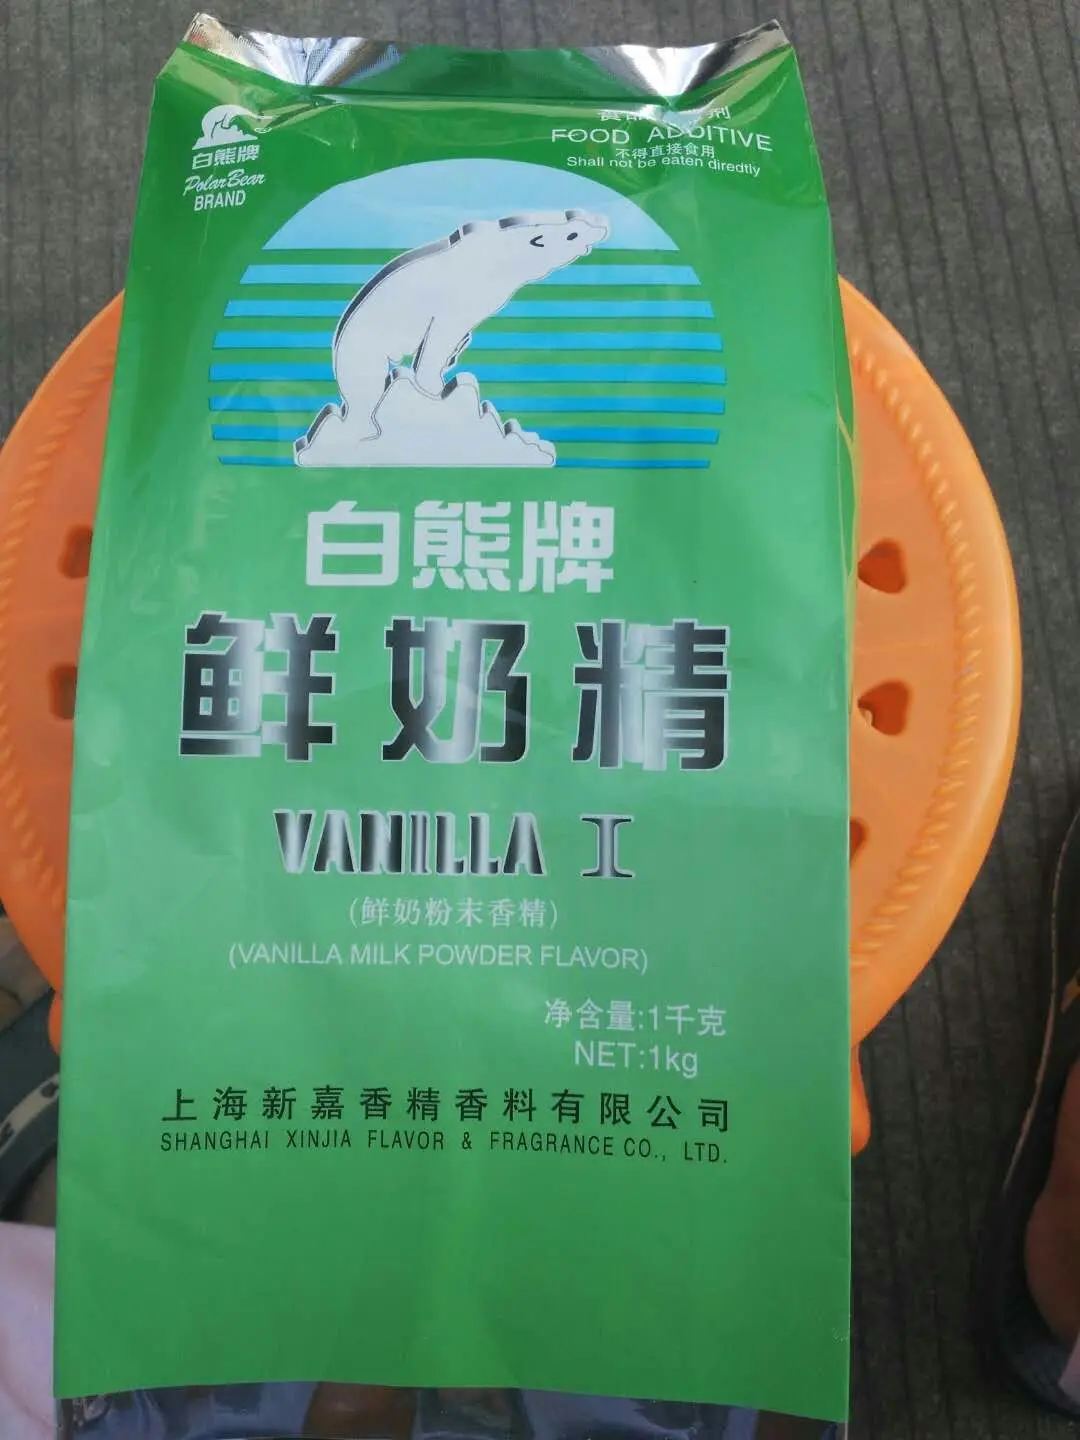 白熊牌
Polar Bear
BRAND
FOOD ADDITIVE
不得直接食用
Shall not be eaten diredtly
白熊牌
鲜奶精
VANILLA I
(鲜奶粉末香精)
(VANILLA MILK POWDER FLAVOR)
净含量:1千克
NET:1kg
上海新嘉香精香料有限公司
SHANGHAI XINJIA FLAVOR & FRAGRANCE CO., LTD.